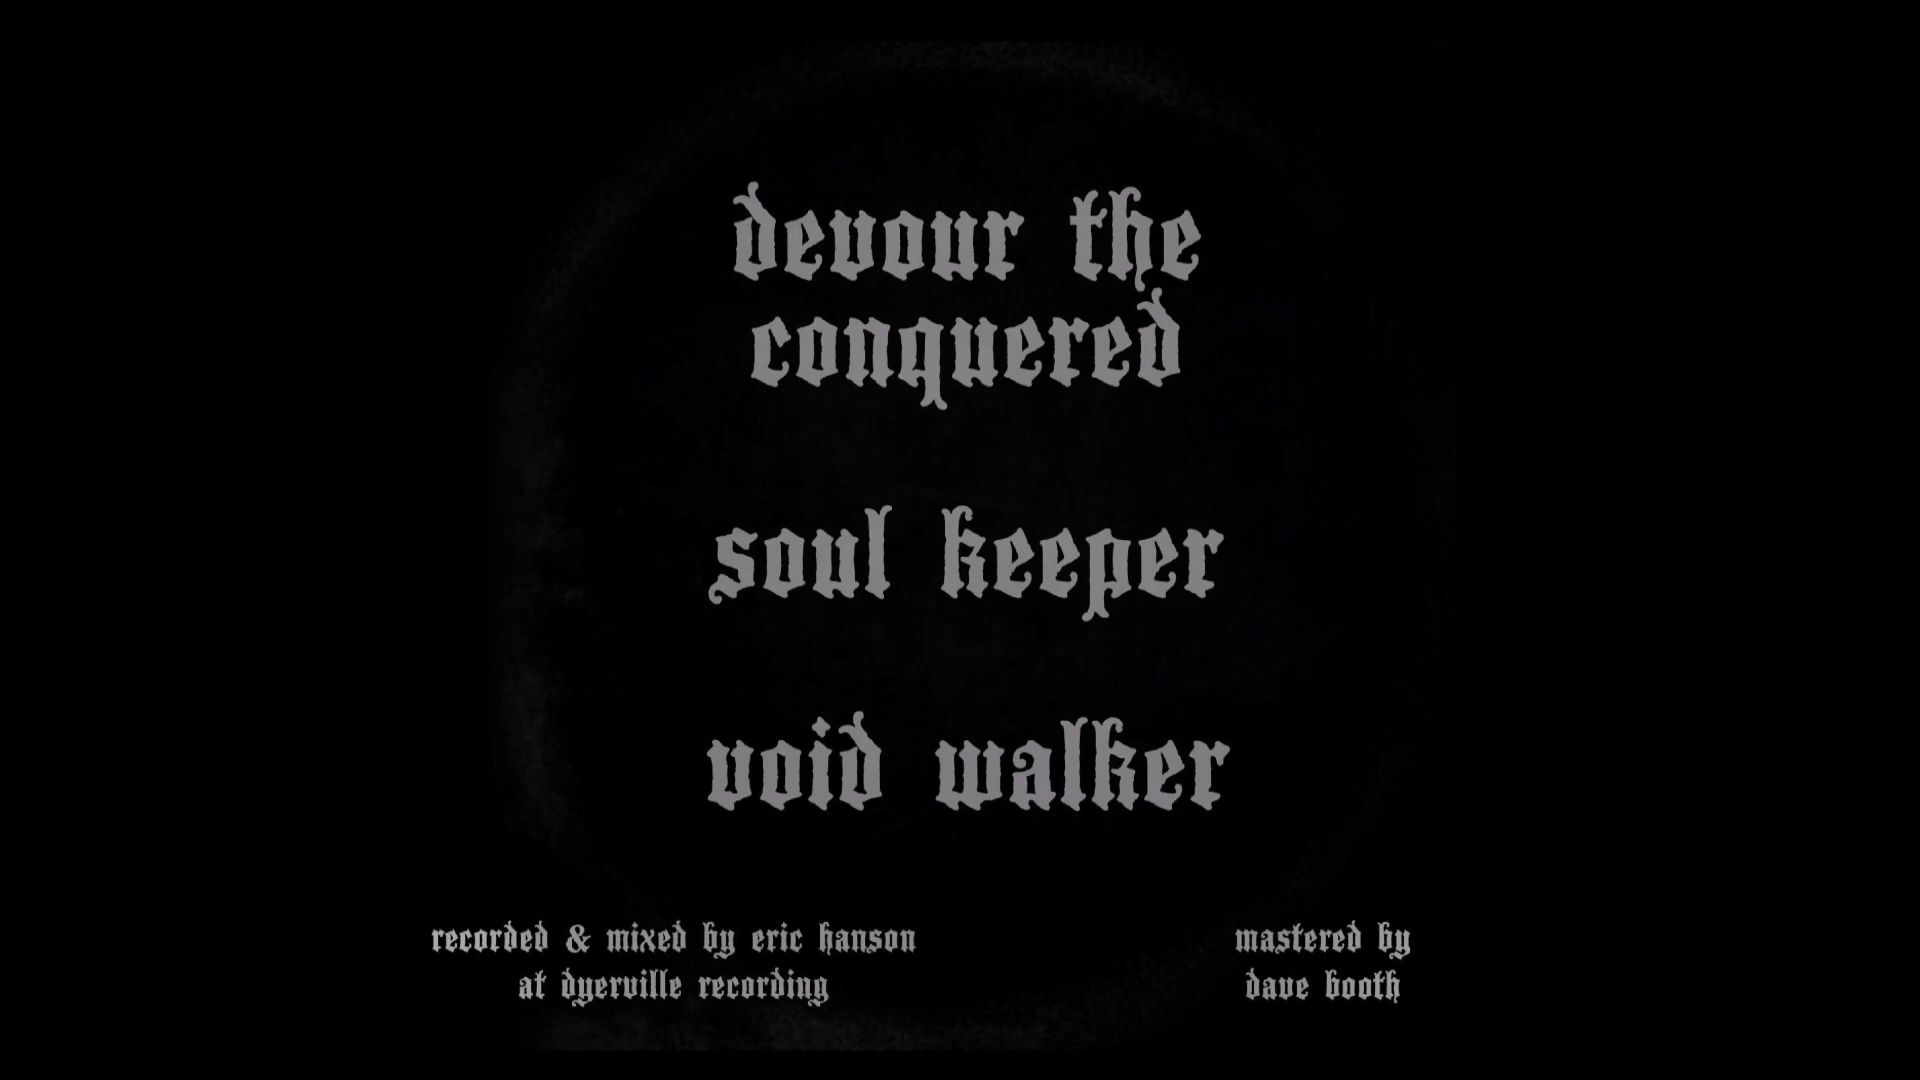 devour the
conquered
soul keeper
void walker
recorded & mixed by eric hanson
at dyerville recording
mastered by
dave booth